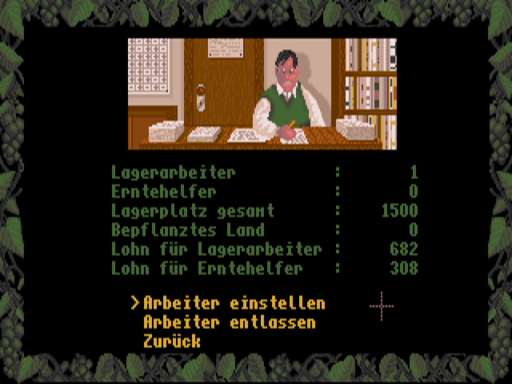 Lagerarbeiter : 1
Erntehelfer : 0
Lagerplatz gesamt : 1500
Bepflanztes Land : 0
Lohn für Lagerarbeiter : 682
Lohn für Erntehelfer : 308
>Arbeiter einstellen
Arbeiter entlassen
Zurück